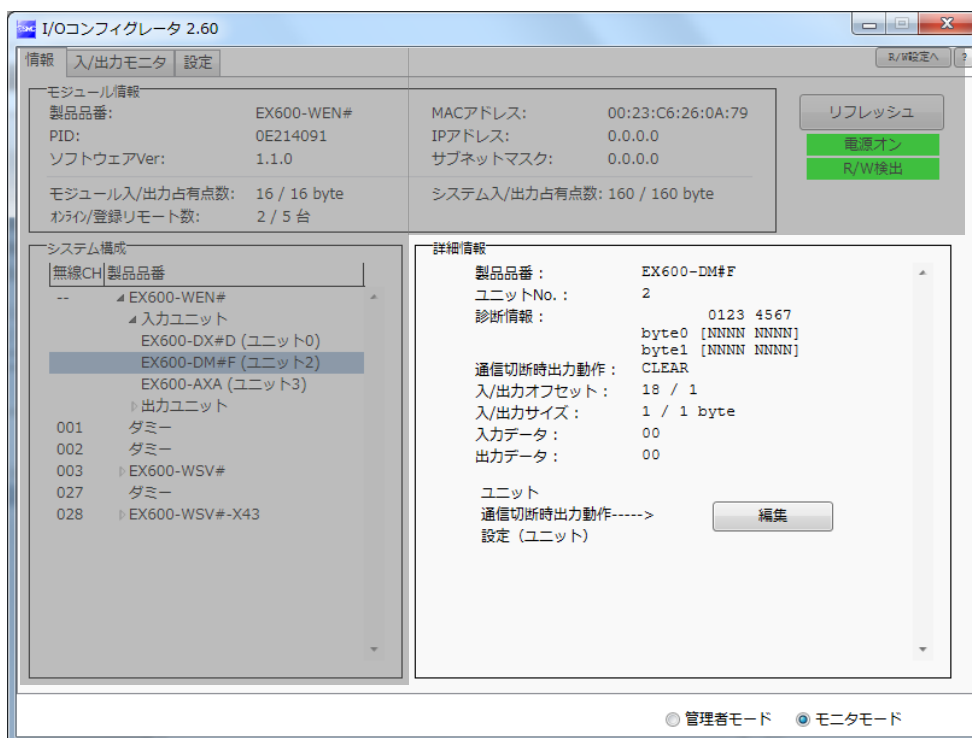 I/Oコンフィグレータ 2.60
情報 入/出力モニタ 設定 R/W設定へ ?
モジュール情報
製品品番: EX600-WEN# MACアドレス: 00:23:C6:26:0A:79 リフレッシュ
PID: 0E214091 IPアドレス: 0.0.0.0 電源オン
ソフトウェアVer: 1.1.0 サブネットマスク: 0.0.0.0 R/W検出
モジュール入/出力占有点数: 16 / 16 byte システム入/出力占有点数: 160 / 160 byte
オンライン/登録リモート数: 2 / 5 台
システム構成
無線CH 製品品番
-- EX600-WEN#
入力ユニット
EX600-DX#D (ユニット0)
EX600-DM#F (ユニット2)
EX600-AXA (ユニット3)
出力ユニット
001 ダミー
002 ダミー
003 EX600-WSV#
027 ダミー
028 EX600-WSV#-X43
詳細情報
製品品番： EX600-DM#F
ユニットNo.： 2
診断情報： 0123 4567
byte0 [NNNN NNNN]
byte1 [NNNN NNNN]
通信切断時出力動作： CLEAR
入/出力オフセット： 18 / 1
入/出力サイズ： 1 / 1 byte
入力データ： 00
出力データ： 00
ユニット
通信切断時出力動作-----> 編集
設定（ユニット）
管理者モード モニタモード